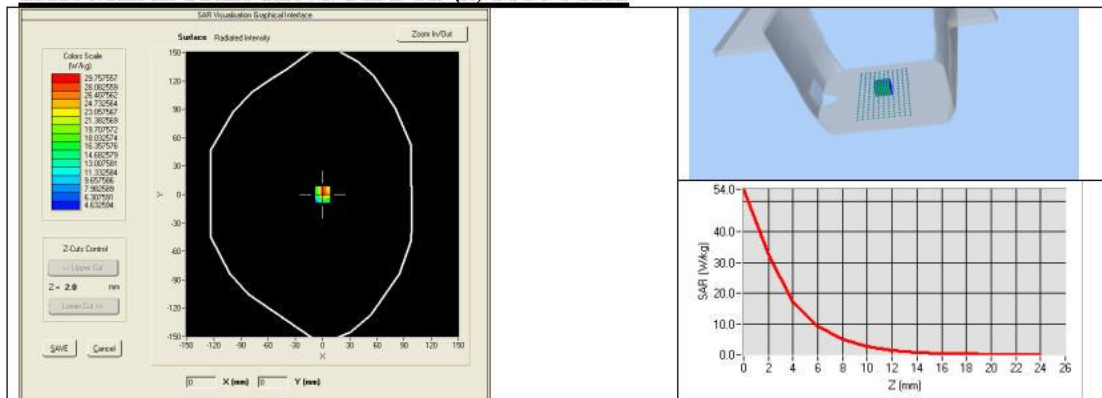 SAR Visualisation Graphical Interface
Surface Radiated Intensity
Zoom In/Out
Colors Scale
(W/kg)
29.757557
28.082559
26.407562
24.732564
23.057567
21.382569
19.707572
18.032574
16.357576
14.682579
13.007581
11.332584
9.657586
7.982589
6.307591
4.632594
Z-Cuts Control
<< Upper Cut
Z = 2.0 mm
Lower Cut >>
SAVE
Cancel
Y
150
120
90
60
30
0
-30
-60
-90
-120
-150
-150 -120 -90 -60 -30 0 30 60 90 120 150
X
0 X (mm) 0 Y (mm)
SAR (W/kg)
54.0
40.0
30.0
20.0
10.0
0.0
0 2 4 6 8 10 12 14 16 18 20 22 24 26
Z (mm)